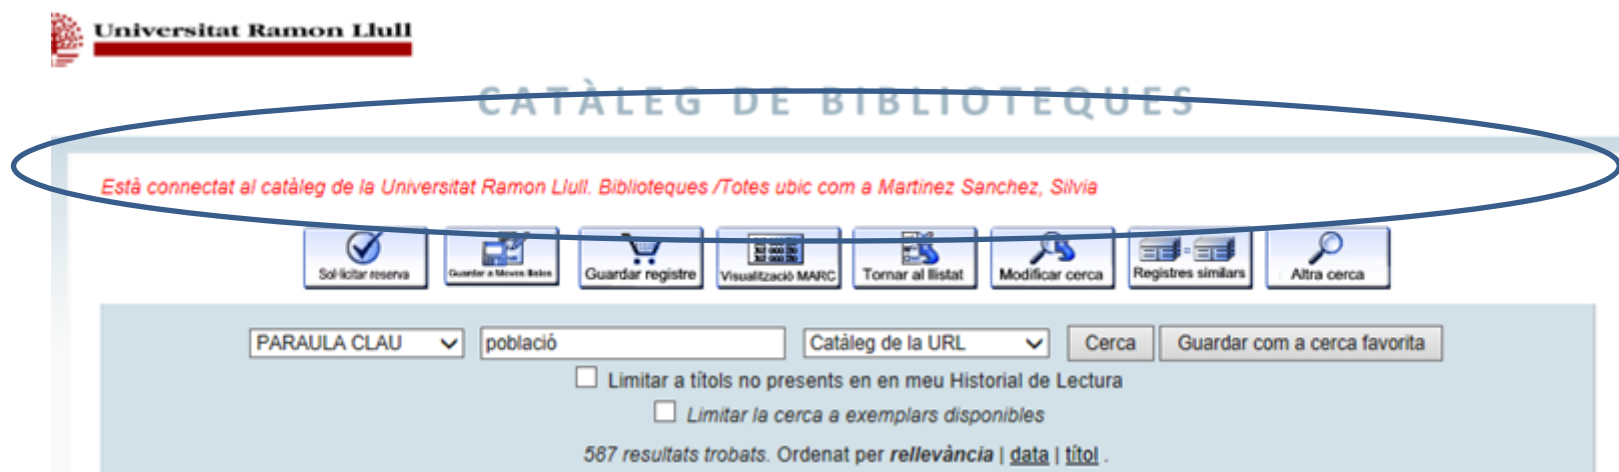 Universitat Ramon Llull
CATÀLEG DE BIBLIOTEQUES
Està connectat al catàleg de la Universitat Ramon Llull. Biblioteques /Totes ubic com a Martinez Sanchez, Silvia
Sol·licitar reserva
Guardar a Meves llistes
Guardar registre
Visualització MARC
Tornar al llistat
Modificar cerca
Registres similars
Altra cerca
PARAULA CLAU població Catàleg de la URL Cerca Guardar com a cerca favorita
Limitar a títols no presents en en meu Historial de Lectura
Limitar la cerca a exemplars disponibles
587 resultats trobats. Ordenat per rellevància | data | títol .